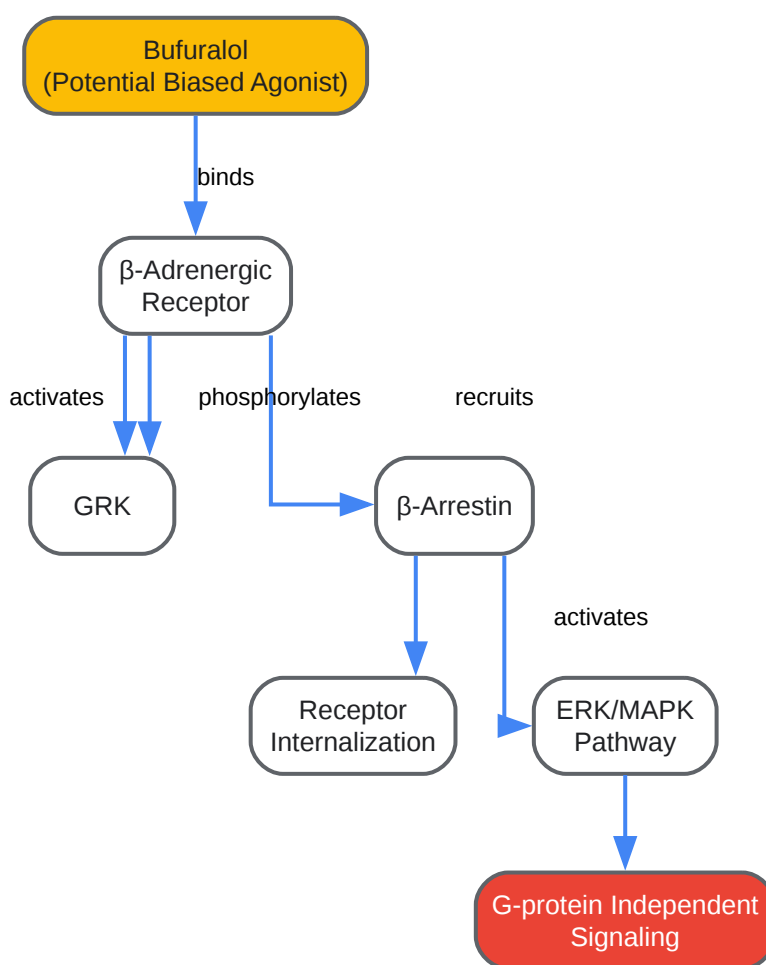 Bufuralol
(Potential Biased Agonist)
binds
β-Adrenergic
Receptor
activates
phosphorylates
recruits
GRK
β-Arrestin
activates
Receptor
Internalization
ERK/MAPK
Pathway
G-protein Independent
Signaling